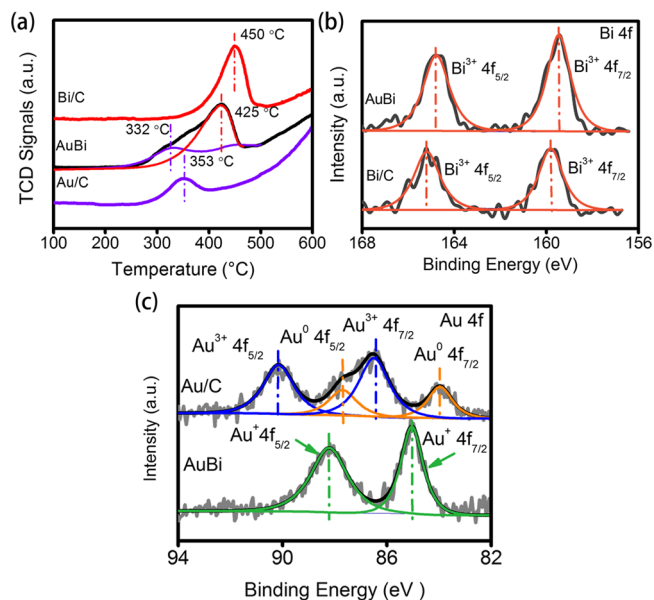 (a)
450 °C
Bi/C
425 °C
332 °C
AuBi
353 °C
Au/C
TCD Signals (a.u.)
100 200 300 400 500 600
Temperature (°C)
(b)
Bi 4f
Bi³⁺ 4f₅/₂
Bi³⁺ 4f₇/₂
AuBi
Bi³⁺ 4f₅/₂
Bi³⁺ 4f₇/₂
Bi/C
Intensity (a.u.)
168 164 160 156
Binding Energy (eV)
(c)
Au 4f
Au³⁺ 4f₅/₂
Au⁰ 4f₅/₂
Au³⁺ 4f₇/₂
Au⁰ 4f₇/₂
Au/C
Au⁺4f₅/₂
Au⁺ 4f₇/₂
AuBi
Intensity (a.u.)
94 90 86 82
Binding Energy (eV )